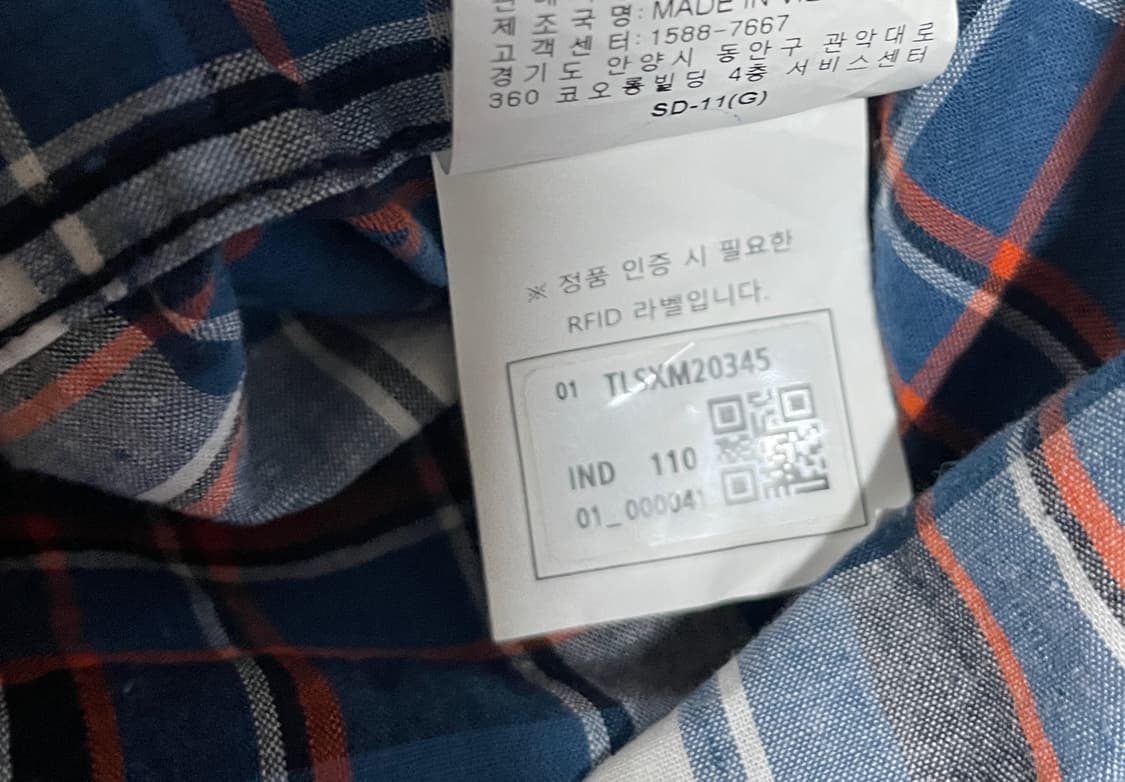 제 조 국 명: MADE IN
고 객 센 터: 1588-7667
경 기 도 안 양 시 동 안 구 관 악 대 로
360 코 오 롱 빌 딩 4층 서 비 스 센 터
SD-11(G)
※ 정품 인증 시 필요한
RFID 라벨입니다.
01 TLSXM20345
IND 110
01_000041